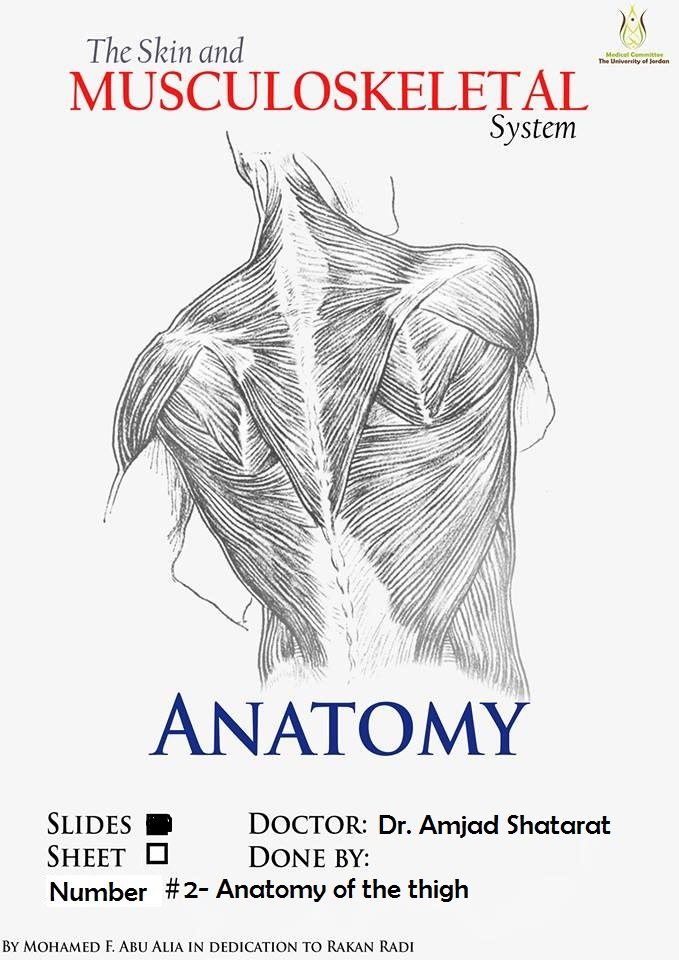 Medical Committee
The University of Jordan
The Skin and
MUSCULOSKELETAL
System
ANATOMY
SLIDES
DOCTOR: Dr. Amjad Shatarat
SHEET
DONE BY:
Number #2- Anatomy of the thigh
BY MOHAMED F. ABU ALIA IN DEDICATION TO RAKAN RADI